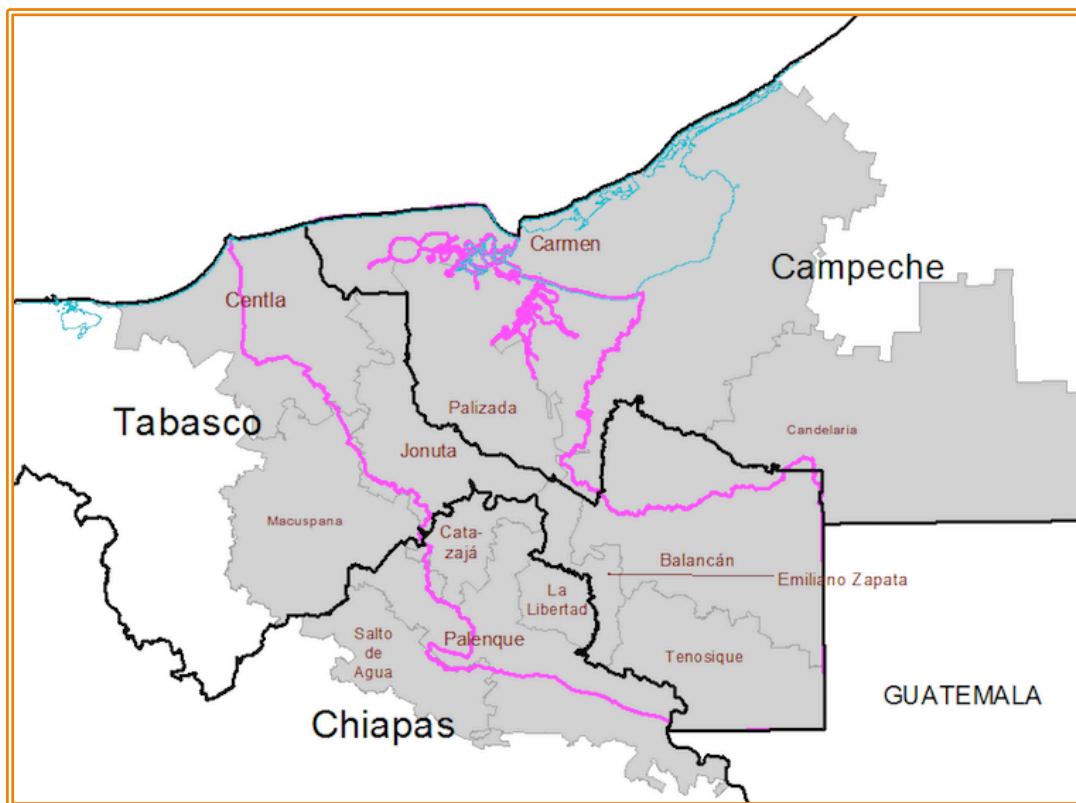 Carmen
Campeche
Centla
Tabasco
Palizada
Candelaria
Jonuta
Macuspana
Cata-
zajá
Balancán
Emiliano Zapata
La
Libertad
Salto
de
Agua
Palenque
Tenosique
GUATEMALA
Chiapas